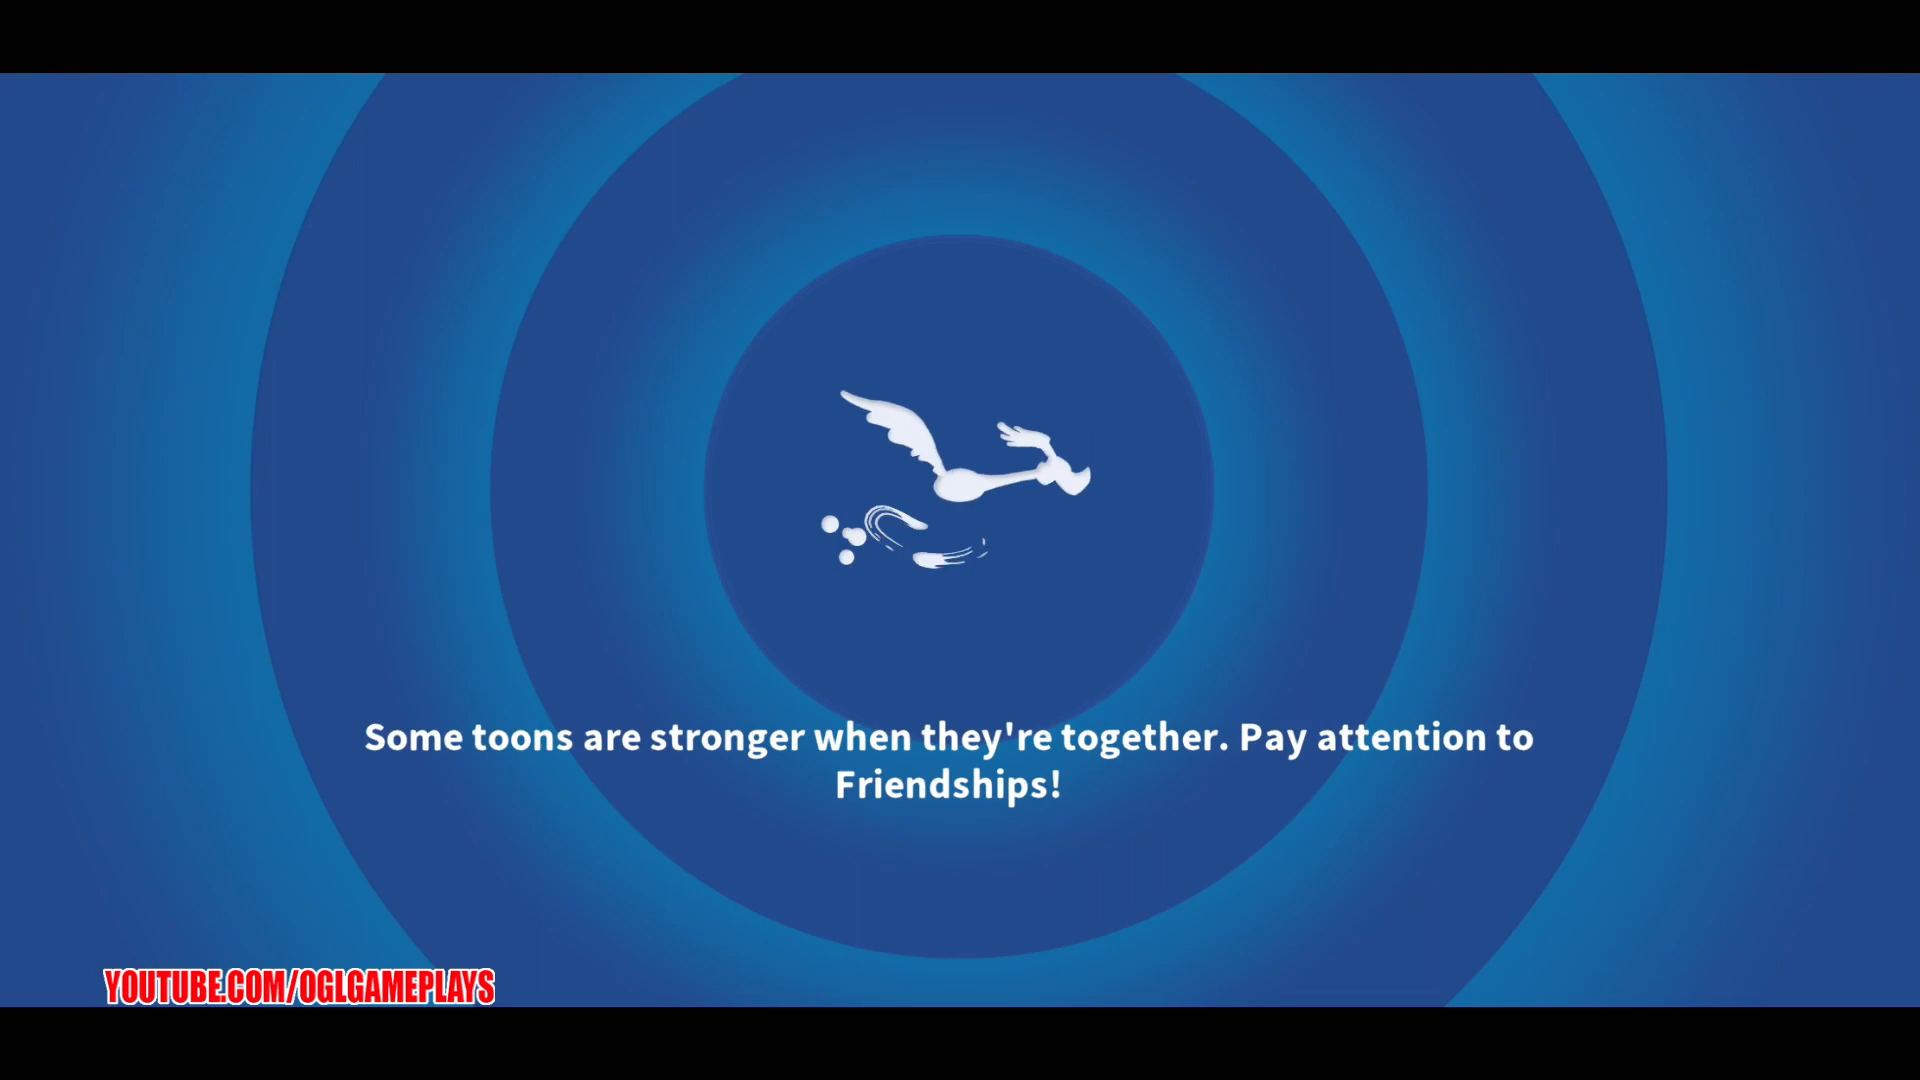 Some toons are stronger when they're together. Pay attention to
Friendships!
YOUTUBE.COM/OGLGAMEPLAYS